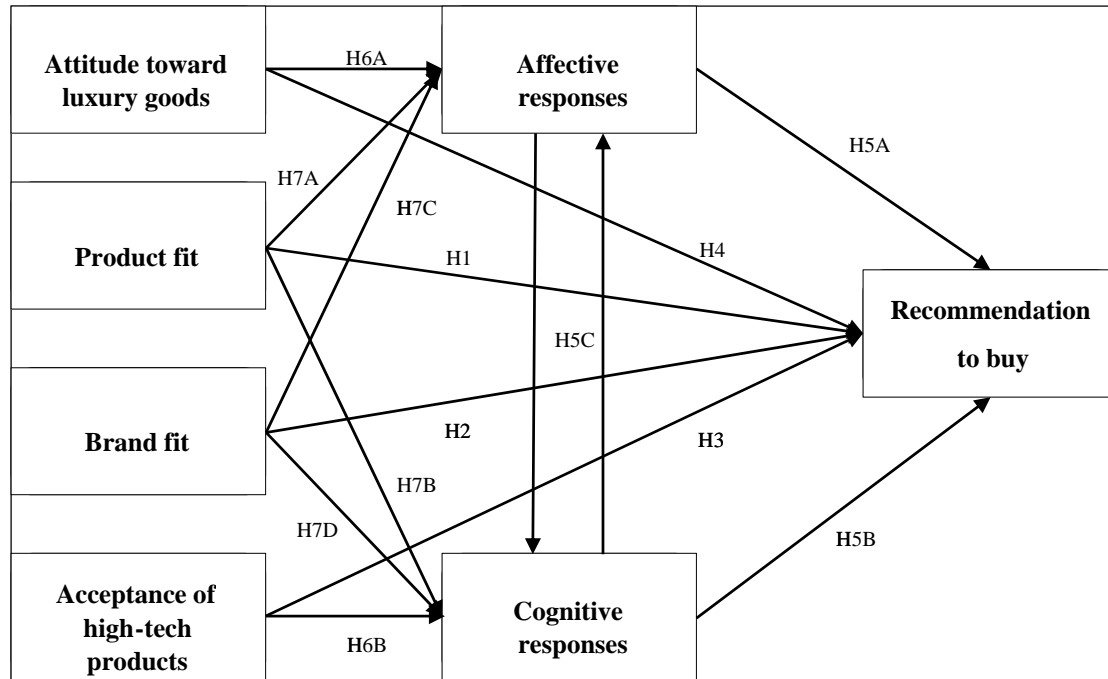 Attitude toward
luxury goods
H6A
Affective
responses
H5A
H7A
H7C
Product fit
H1
H4
Recommendation
to buy
H5C
Brand fit
H2
H3
H7B
H7D
H5B
Acceptance of
high-tech
products
H6B
Cognitive
responses